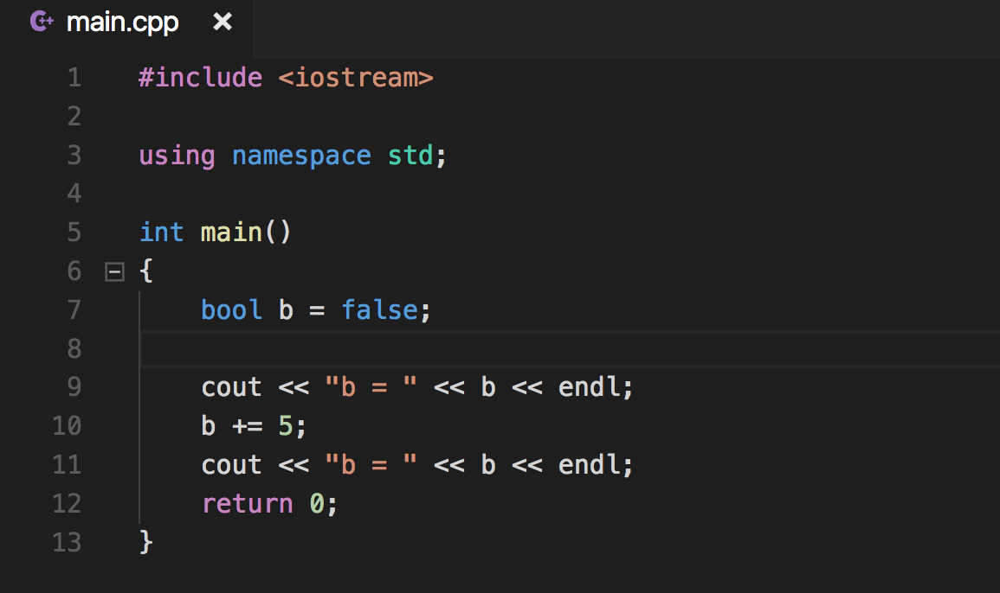 main.cpp
1 #include <iostream>
2
3 using namespace std;
4
5 int main()
6 {
7     bool b = false;
8
9     cout << "b = " << b << endl;
10     b += 5;
11     cout << "b = " << b << endl;
12     return 0;
13 }